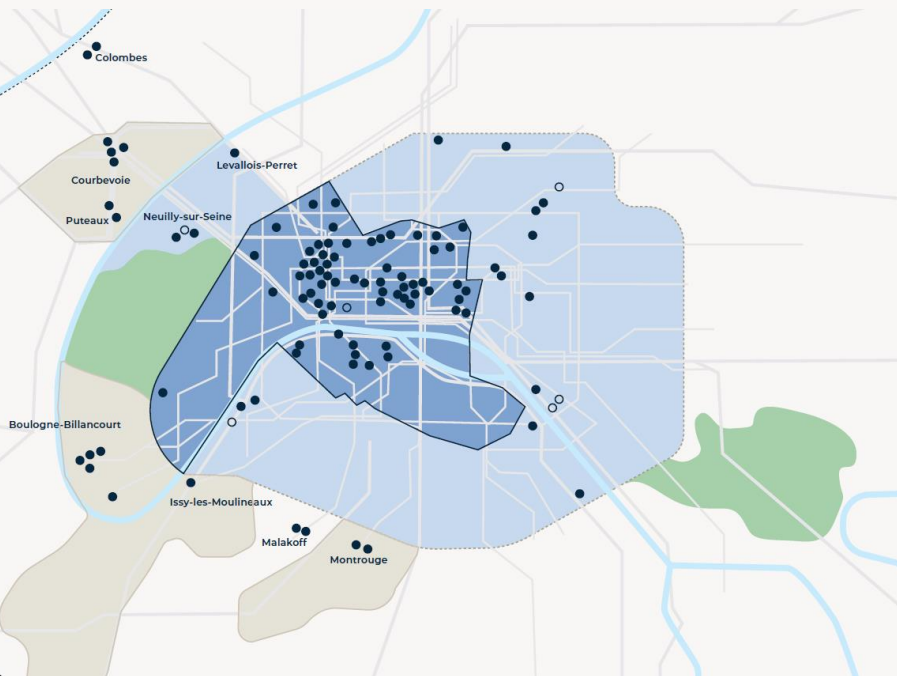 Colombes
Levallois-Perret
Courbevoie
Neuilly-sur-Seine
Puteaux
Boulogne-Billancourt
Issy-les-Moulineaux
Malakoff
Montrouge